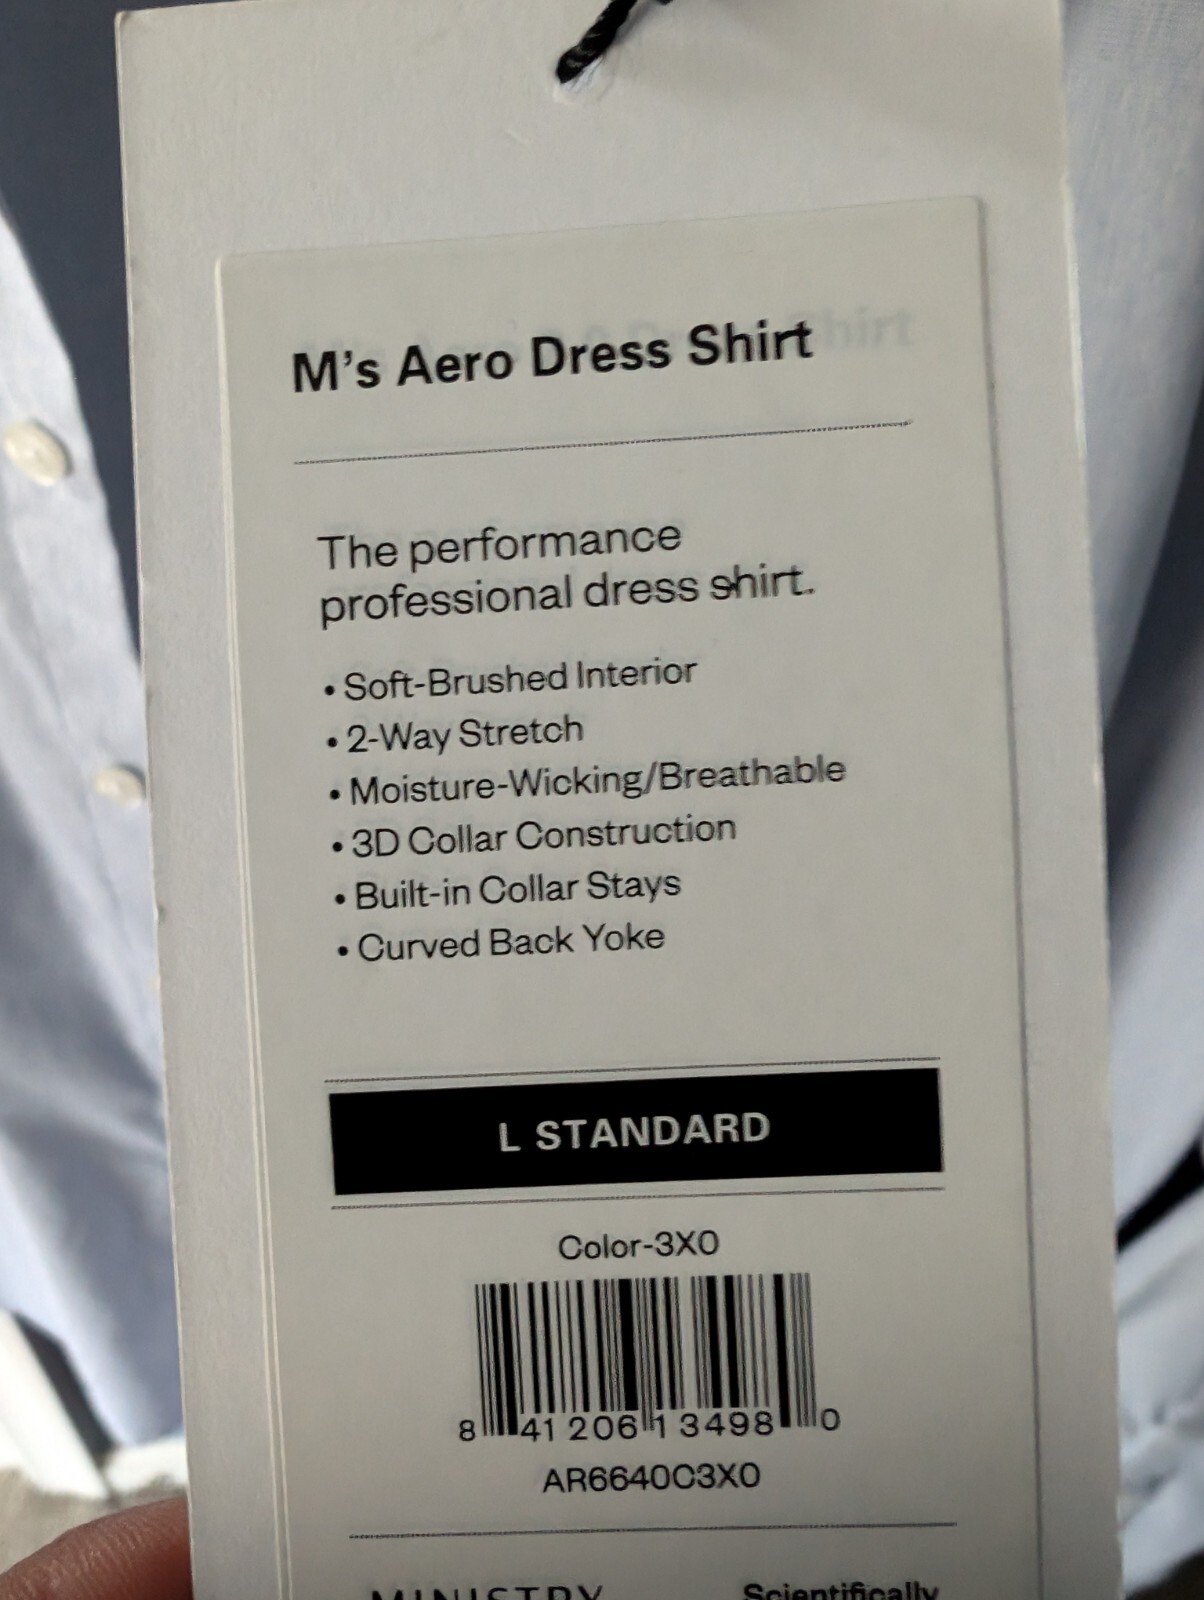 M's Aero Dress Shirt
The performance
professional dress shirt.
• Soft-Brushed Interior
• 2-Way Stretch
• Moisture-Wicking/Breathable
• 3D Collar Construction
• Built-in Collar Stays
• Curved Back Yoke
L STANDARD
Color-3X0
8 41206 13498 0
AR6640C3X0
MINISTRY Scientifically